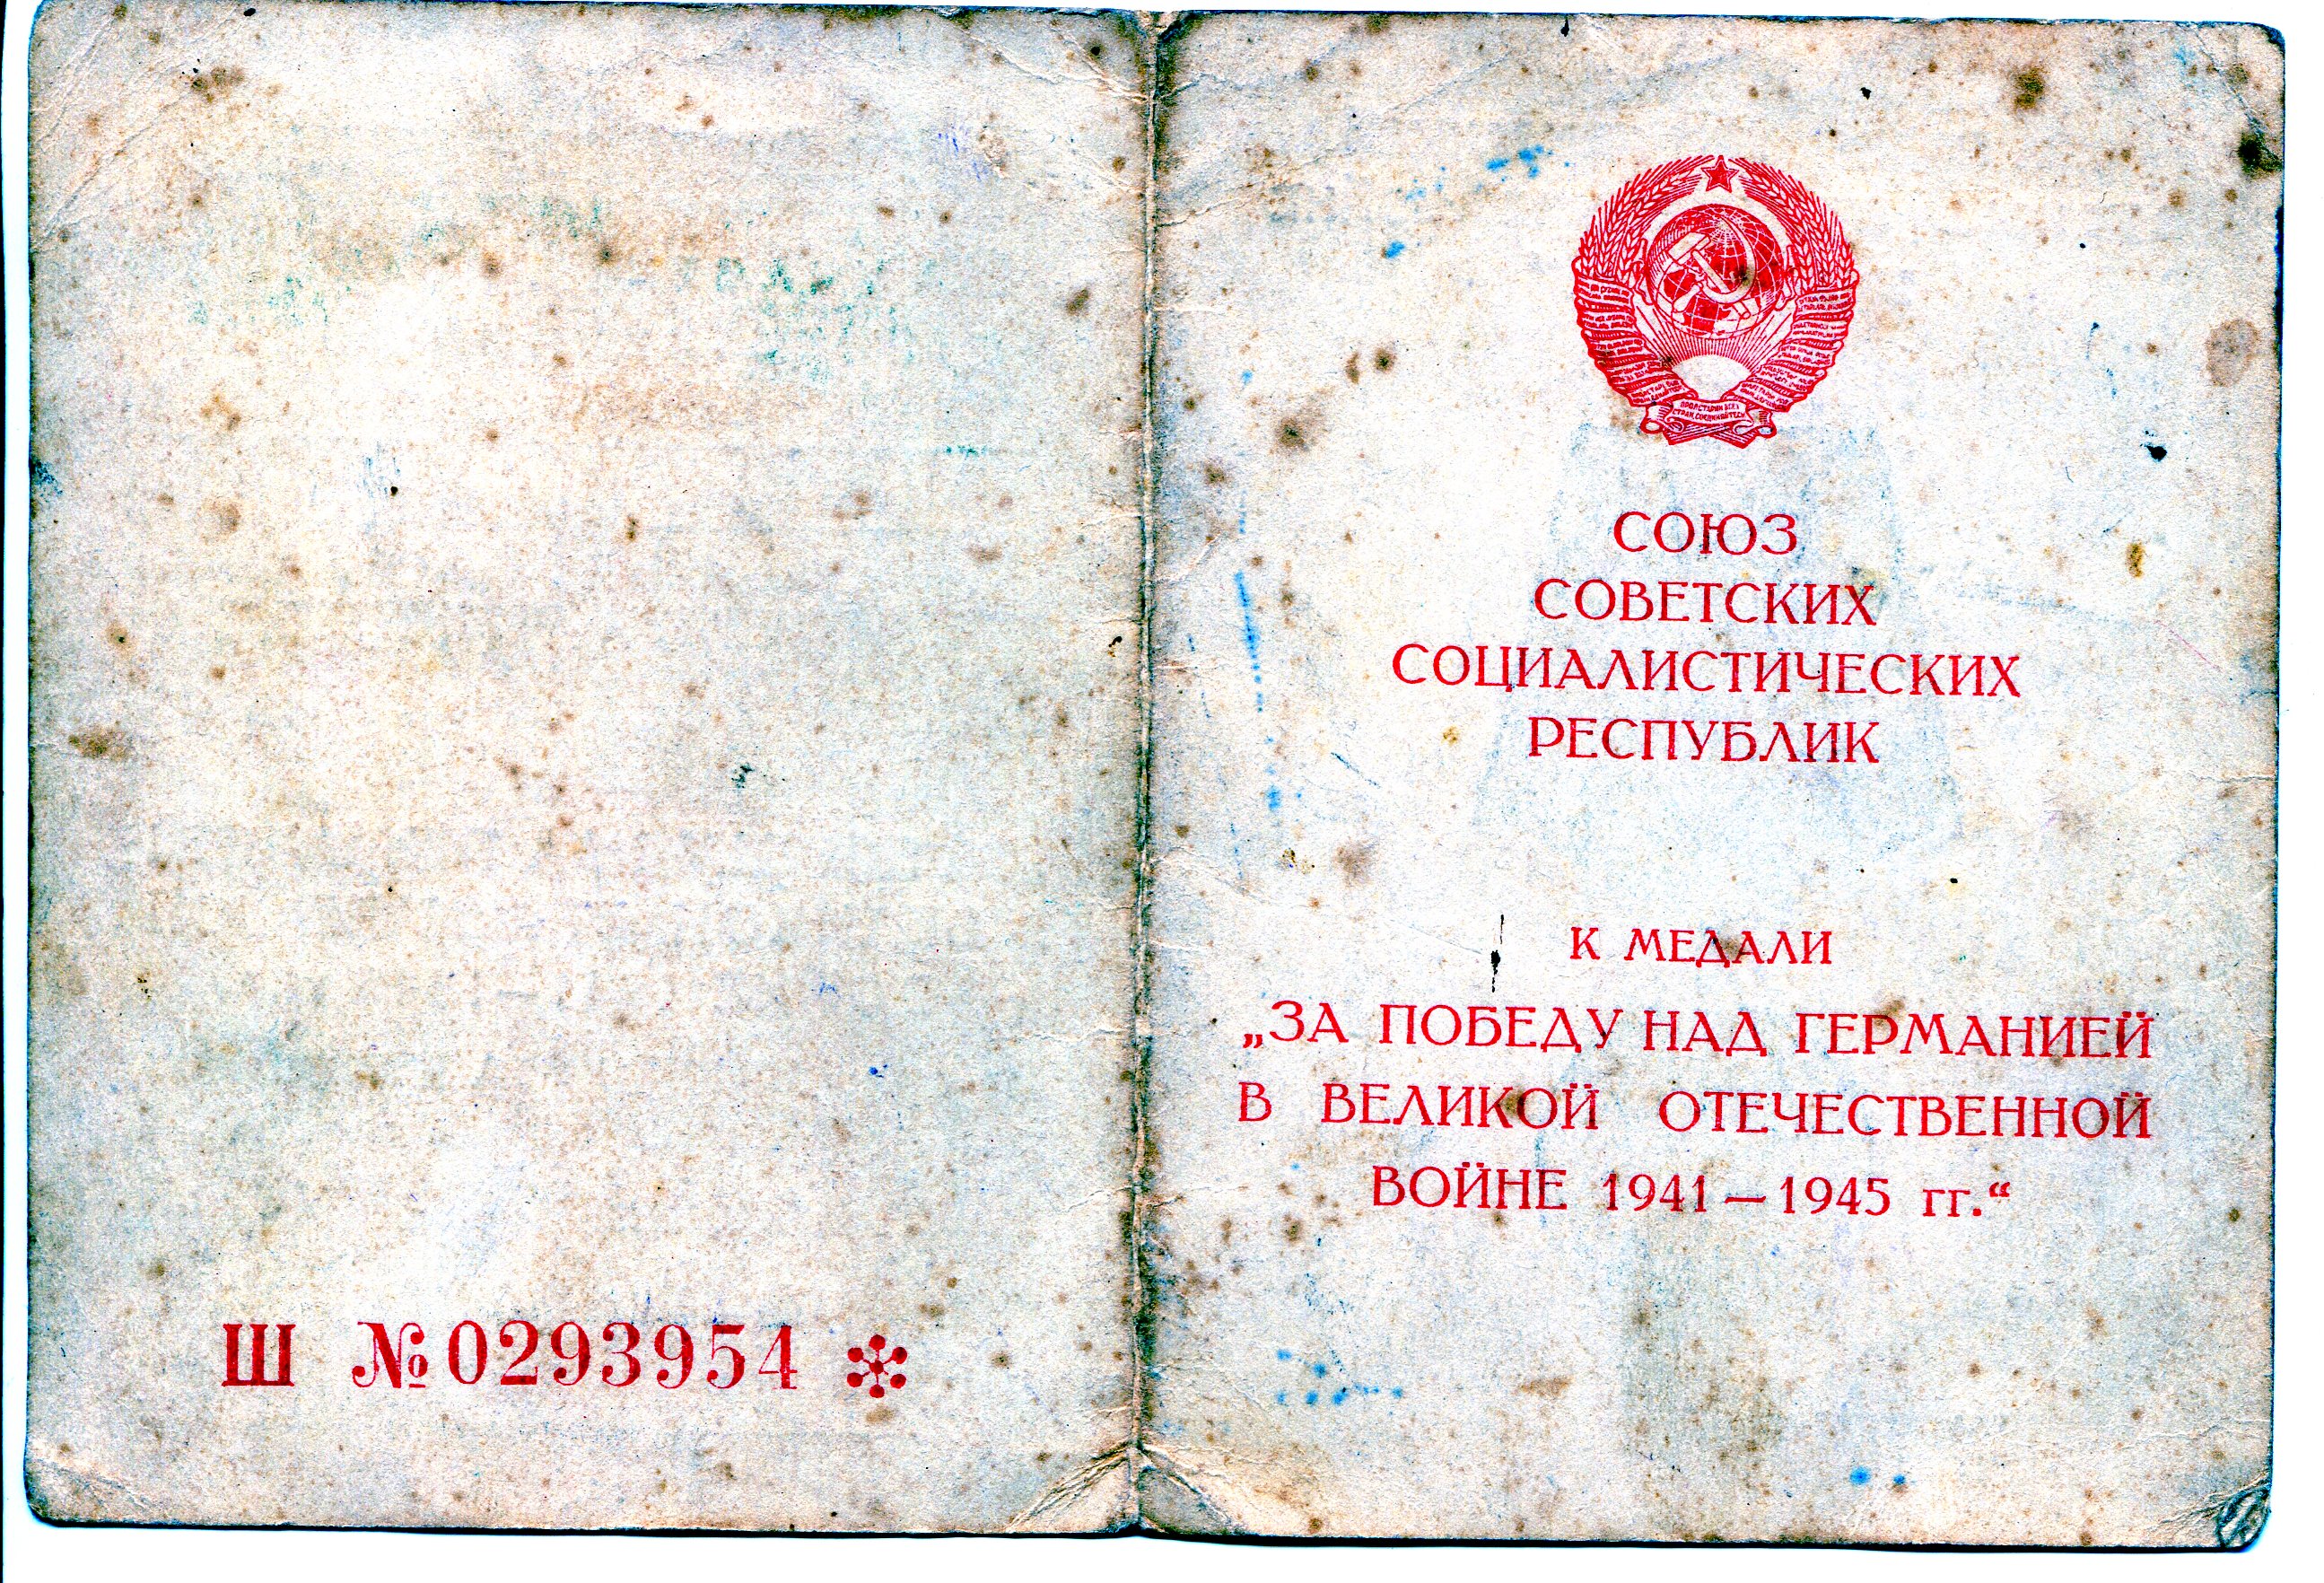 Ш №0293954
СОЮЗ
СОВЕТСКИХ
СОЦИАЛИСТИЧЕСКИХ
РЕСПУБЛИК
К МЕДАЛИ
„ЗА ПОБЕДУ НАД ГЕРМАНИЕЙ
В ВЕЛИКОЙ ОТЕЧЕСТВЕННОЙ
ВОЙНЕ 1941 — 1945 гг.“